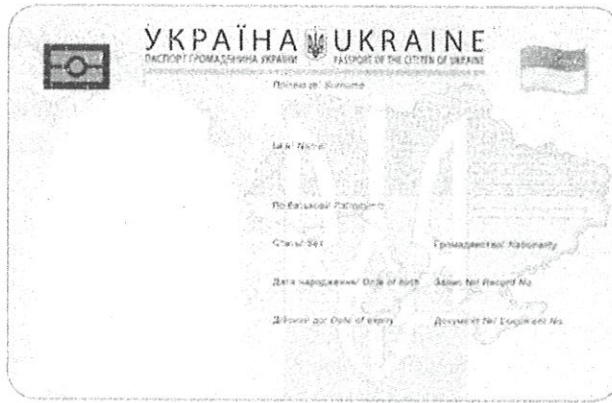 УКРАЇНА UKRAINE
ПАСПОРТ ГРОМАДЯНИНА УКРАЇНИ PASSPORT OF THE CITIZEN OF UKRAINE
Прізвище/ Surname
Ім'я/ Name
По батькові/ Patronymic
Стать/ Sex Громадянство/ Nationality
Дата народження/ Date of birth Запис №/ Record No.
Дійсний до/ Date of expiry Документ №/ Document No.